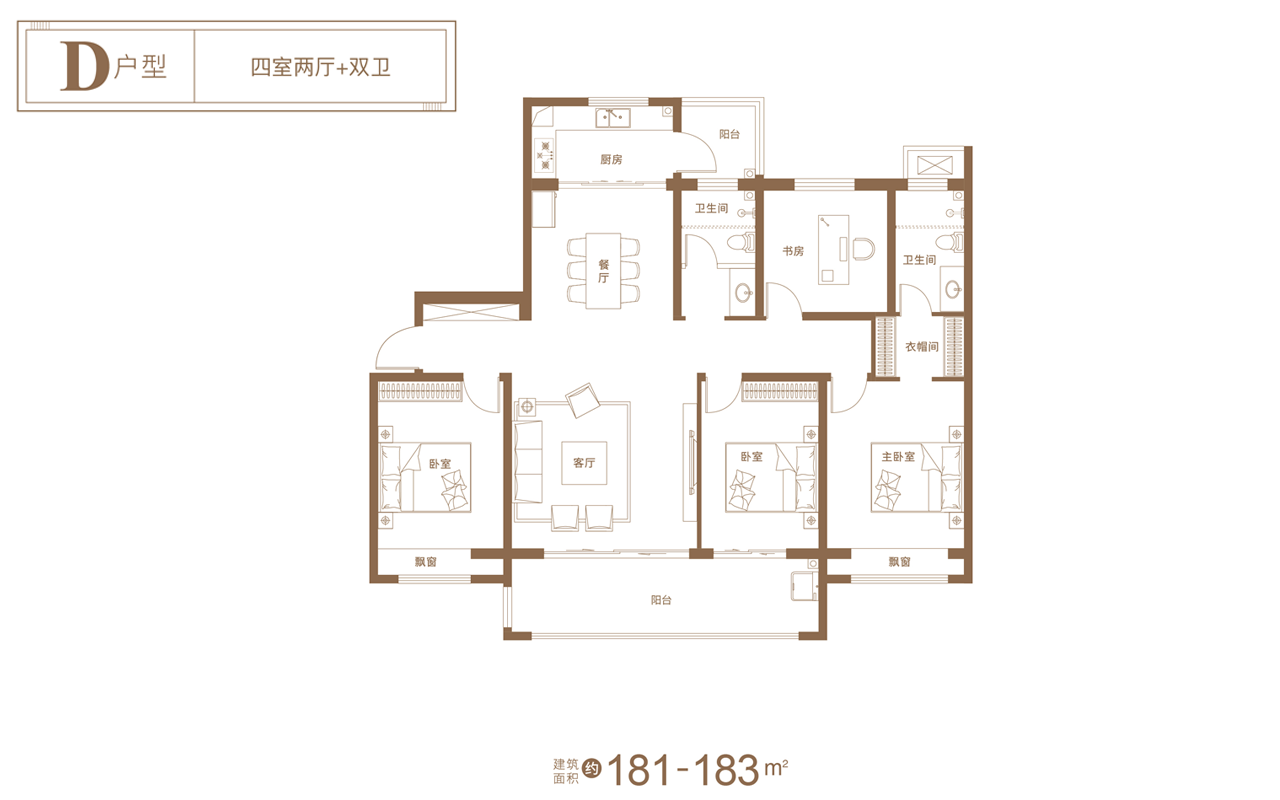 D户型
四室两厅+双卫
阳台
厨房
卫生间
书房
卫生间
餐
厅
衣帽间
卧室
客厅
卧室
主卧室
飘窗
飘窗
阳台
建筑
面积
约
181-183m²